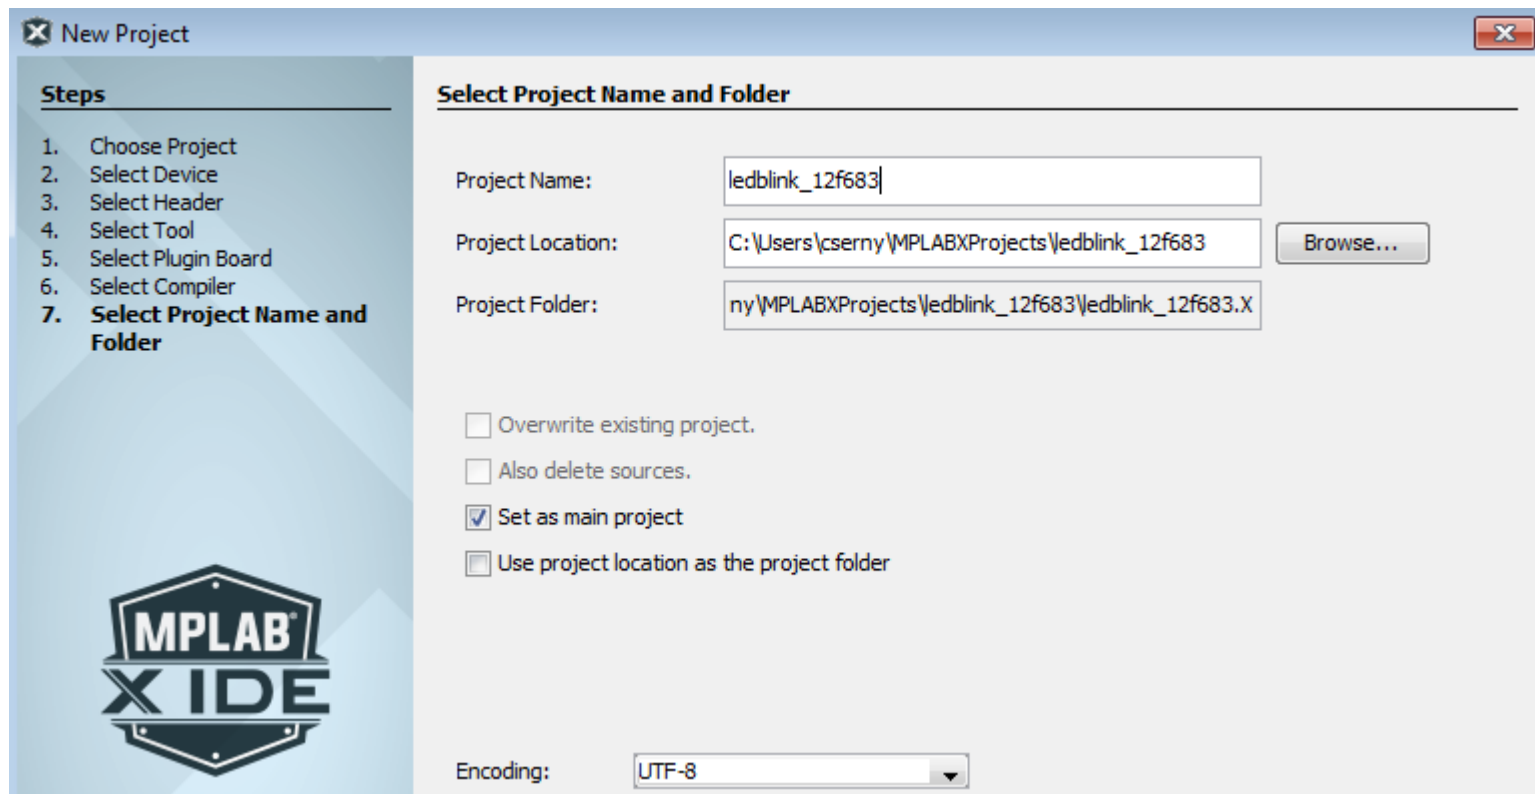 New Project
Steps
1. Choose Project
2. Select Device
3. Select Header
4. Select Tool
5. Select Plugin Board
6. Select Compiler
7. Select Project Name and
Folder
MPLAB
X IDE
Select Project Name and Folder
Project Name: ledblink_12f683
Project Location: C:\Users\cserny\MPLABXProjects\ledblink_12f683 Browse...
Project Folder: ny\MPLABXProjects\ledblink_12f683\ledblink_12f683.X
Overwrite existing project.
Also delete sources.
Set as main project
Use project location as the project folder
Encoding: UTF-8